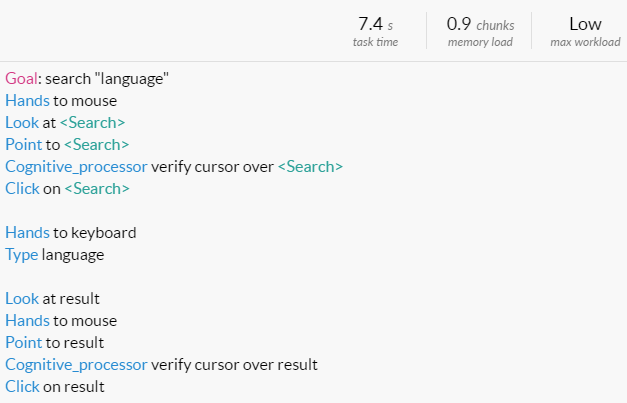 7.4 s 0.9 chunks Low
task time memory load max workload
Goal: search "language"
Hands to mouse
Look at <Search>
Point to <Search>
Cognitive_processor verify cursor over <Search>
Click on <Search>
Hands to keyboard
Type language
Look at result
Hands to mouse
Point to result
Cognitive_processor verify cursor over result
Click on result